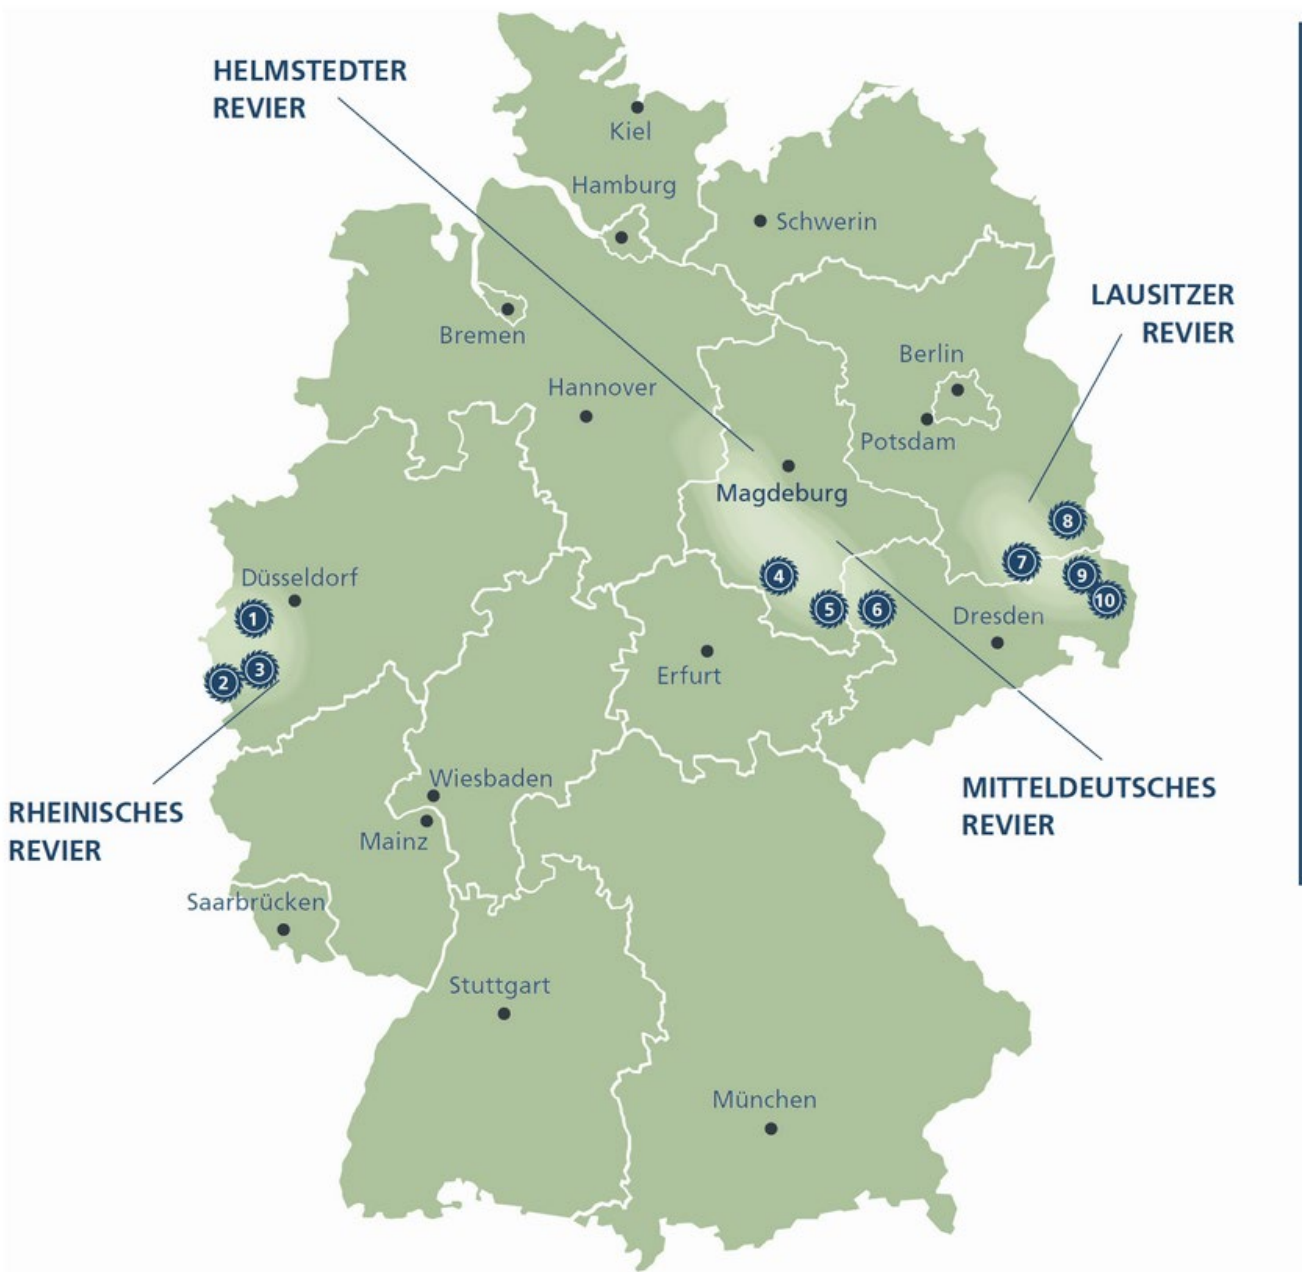 HELMSTEDTER
REVIER
Kiel
Hamburg
Schwerin
LAUSITZER
REVIER
Bremen
Berlin
Hannover
Potsdam
Magdeburg
8
7
9
10
4
5
6
Düsseldorf
1
2
3
Dresden
Erfurt
Wiesbaden
Mainz
MITTELDEUTSCHES
REVIER
RHEINISCHES
REVIER
Saarbrücken
Stuttgart
München